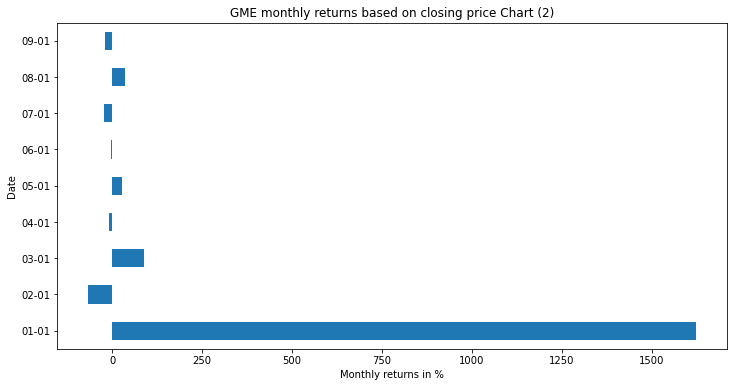 GME monthly returns based on closing price Chart (2)
09-01
08-01
07-01
06-01
05-01
04-01
03-01
02-01
01-01
Date
0 250 500 750 1000 1250 1500
Monthly returns in %